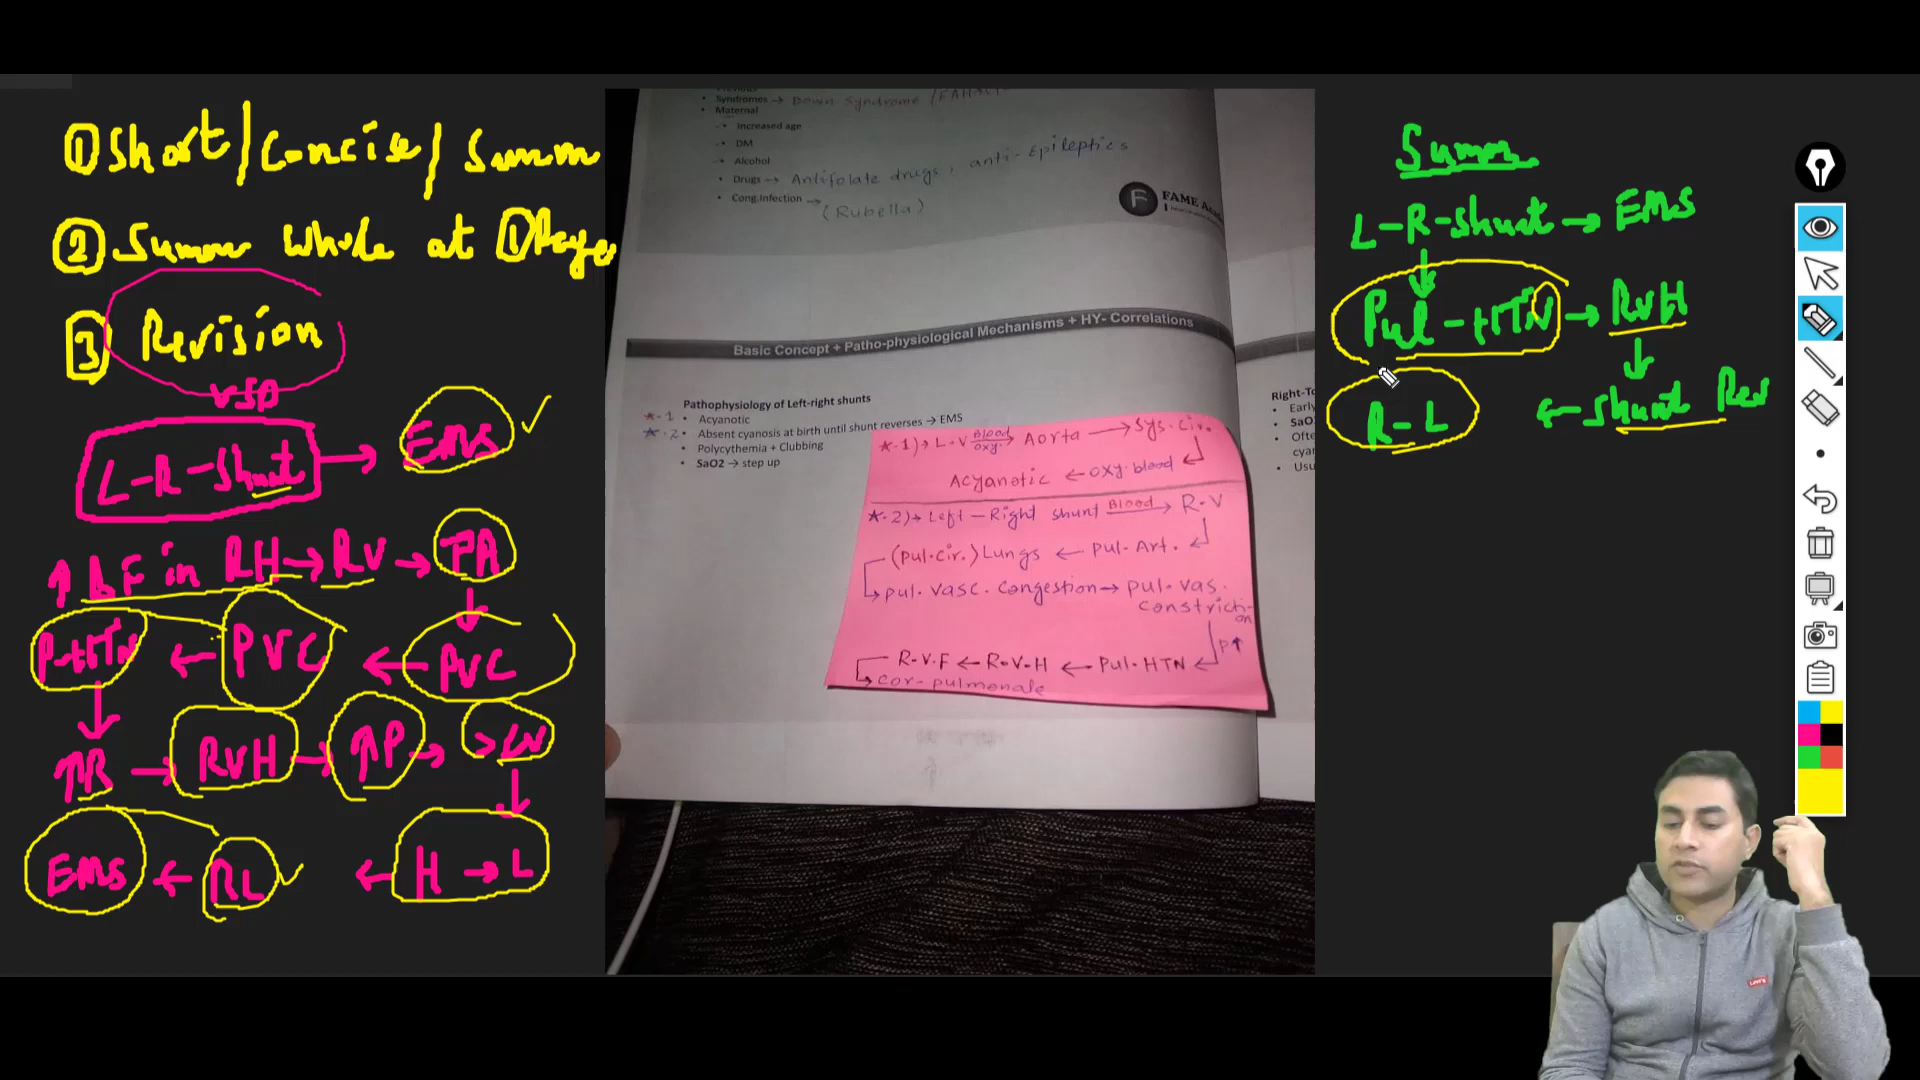 ① Short/Concise/Summ
② Summ Whole at ① Page
③ Revision
VSD
L-R-Shunt → EMS
↑ BF in RH → RV → PA
P-HTN ← PVC ← PVC
↑R → RVH → ↑P → >LV
EMS ← RL ← H → L
• Syndromes → Down Syndrome /
• Maternal
• Increased age
• DM
• Alcohol
• Drugs → Antifolate drugs, anti-Epileptics
• Cong.Infection → (Rubella)
F FAME
Basic Concept + Patho-physiological Mechanisms + HY- Correlations
Pathophysiology of Left-right shunts
*-1 • Acyanotic
*-2 • Absent cyanosis at birth until shunt reverses → EMS
• Polycythemia + Clubbing
• SaO2 → step up
*-1) → L-V Blood oxy. → Aorta → Sys.Cir.
Acyanotic ← oxy.blood
*-2) → Left-Right shunt Blood → R-V
(Pul.Cir.) Lungs ← Pul.Art.
Pul. Vasc. Congestion → Pul.vas. Constriction
P↑
R-V-F ← R-V-H ← Pul.HTN
Cor-pulmonale
• Early
• SaO
Summ
L-R-Shunt → EMS
Pul-HTN → RVH
R-L ← Shunt Rev